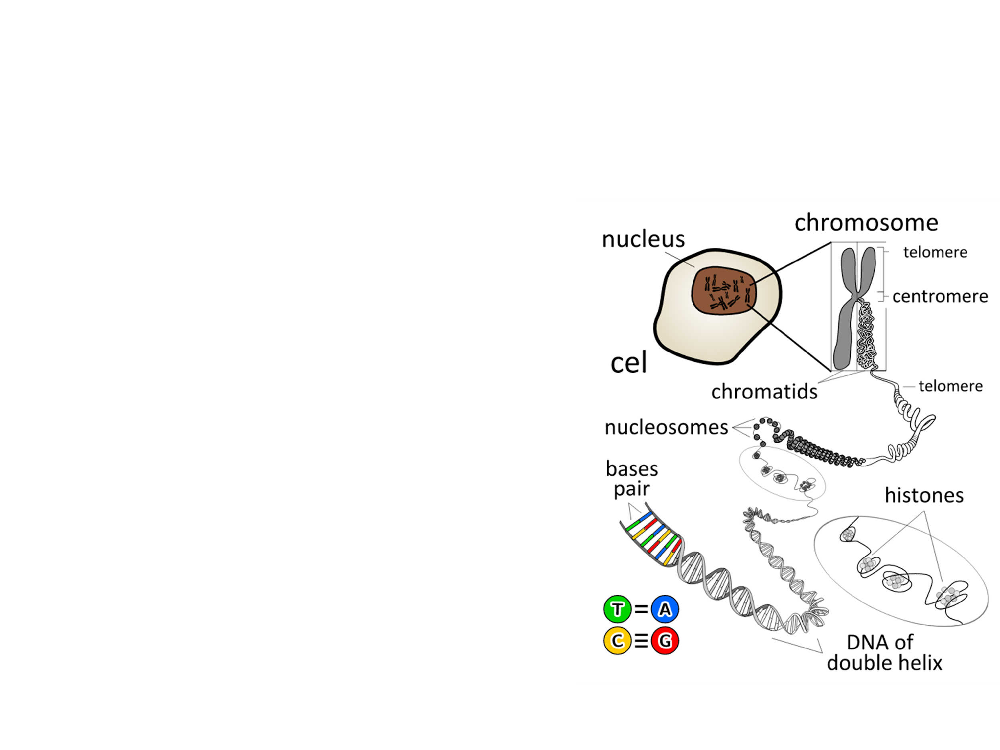 chromosome
nucleus
telomere
centromere
cel
chromatids
telomere
nucleosomes
bases
pair
histones
T = A
C ≡ G
DNA of
double helix